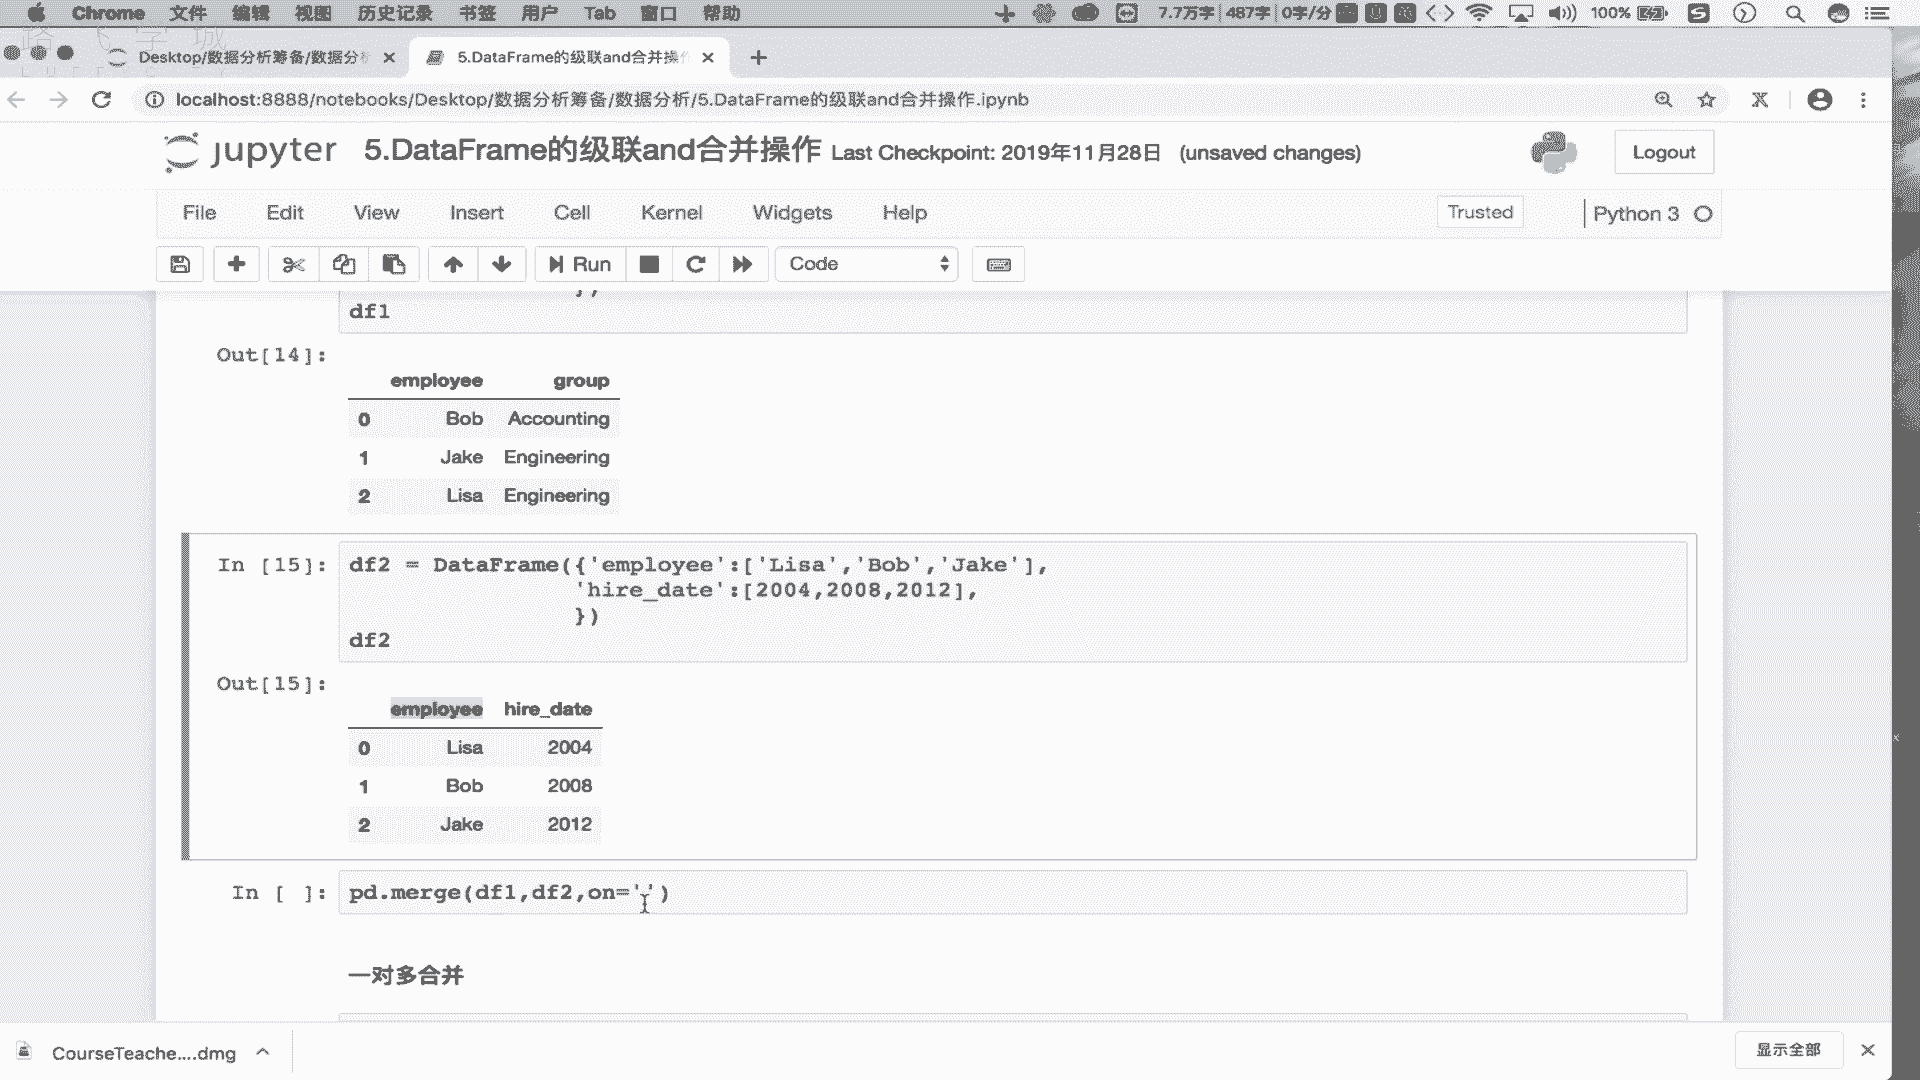 Chrome 文件 编辑 视图 历史记录 书签 用户 Tab 窗口 帮助 7.7万字 487字 0字/分 100%
Desktop/数据分析筹备/数据分 5.DataFrame的级联and合并操
localhost:8888/notebooks/Desktop/数据分析筹备/数据分析/5.DataFrame的级联and合并操作.ipynb
jupyter 5.DataFrame的级联and合并操作 Last Checkpoint: 2019年11月28日 (unsaved changes) Logout
File Edit View Insert Cell Kernel Widgets Help Trusted Python 3
Run Code
df1
Out[14]:
employee group
0 Bob Accounting
1 Jake Engineering
2 Lisa Engineering
In [15]: df2 = DataFrame({'employee':['Lisa','Bob','Jake'],
'hire_date':[2004,2008,2012],
})
df2
Out[15]:
employee hire_date
0 Lisa 2004
1 Bob 2008
2 Jake 2012
In [ ]: pd.merge(df1,df2,on='')
一对多合并
CourseTeache....dmg 显示全部